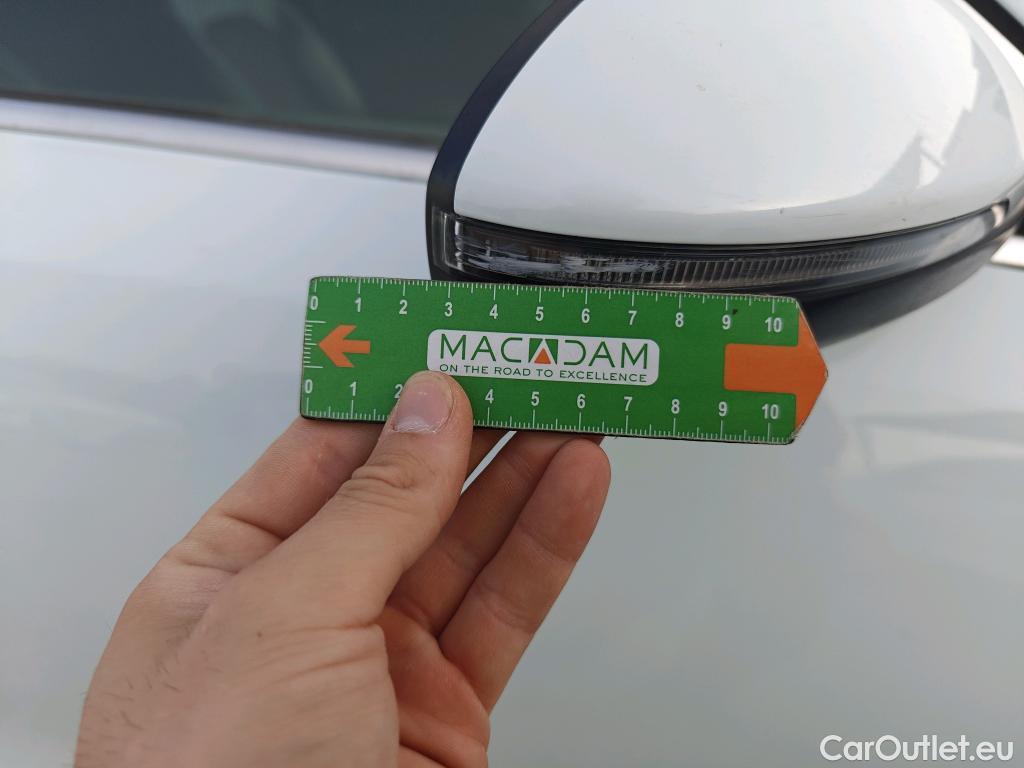 0 1 2 3 4 5 6 7 8 9 10
MACADAM
ON THE ROAD TO EXCELLENCE
0 1 2 4 5 6 7 8 9 10
CarOutlet.eu